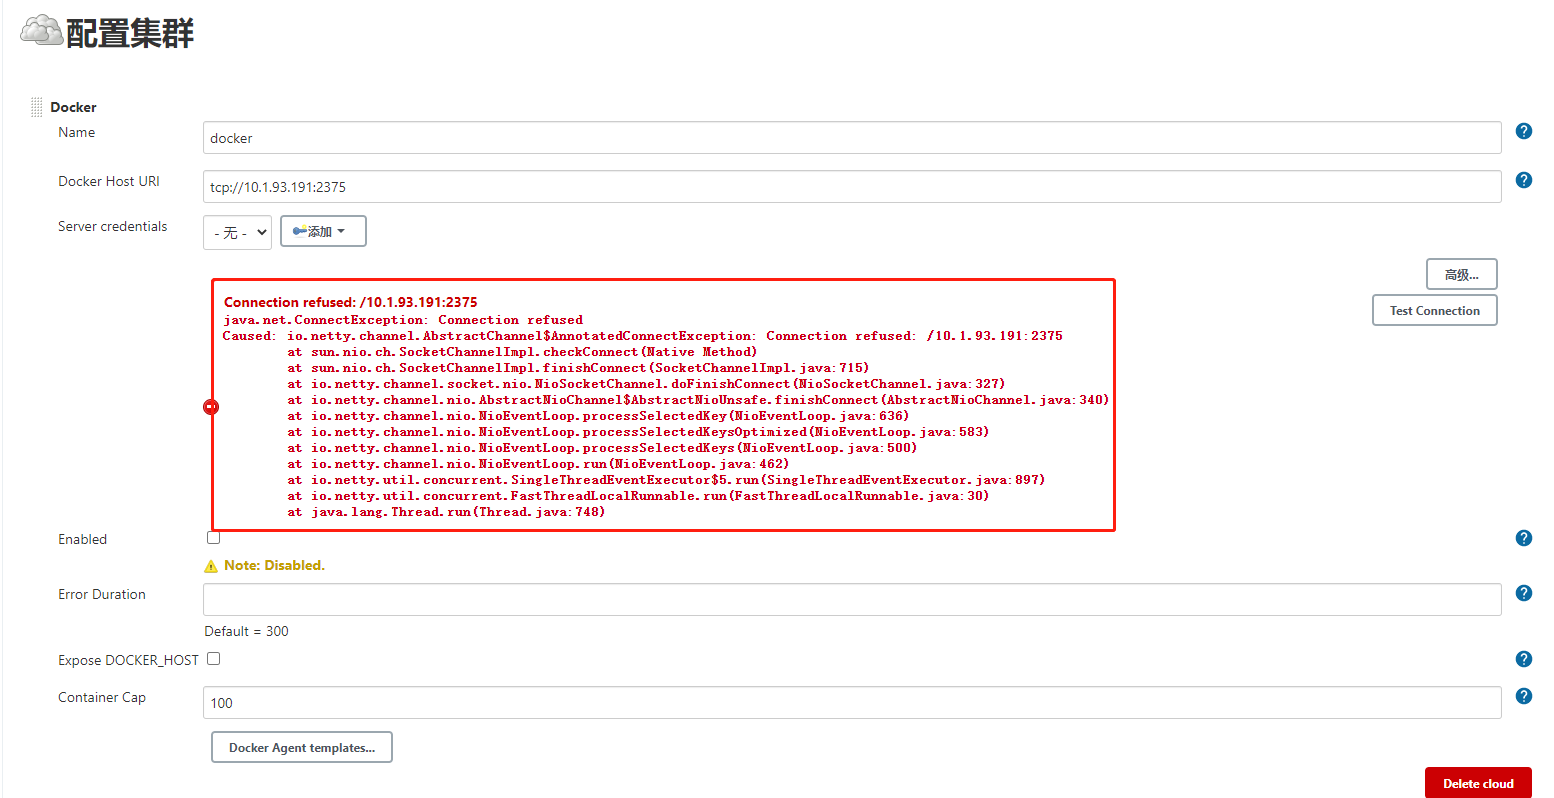 配置集群
Docker
Name
docker
Docker Host URI
tcp://10.1.93.191:2375
Server credentials
- 无 -
添加
高级...
Test Connection
Connection refused: /10.1.93.191:2375
java.net.ConnectException: Connection refused
Caused: io.netty.channel.AbstractChannel$AnnotatedConnectException: Connection refused: /10.1.93.191:2375
at sun.nio.ch.SocketChannelImpl.checkConnect(Native Method)
at sun.nio.ch.SocketChannelImpl.finishConnect(SocketChannelImpl.java:715)
at io.netty.channel.socket.nio.NioSocketChannel.doFinishConnect(NioSocketChannel.java:327)
at io.netty.channel.nio.AbstractNioChannel$AbstractNioUnsafe.finishConnect(AbstractNioChannel.java:340)
at io.netty.channel.nio.NioEventLoop.processSelectedKey(NioEventLoop.java:636)
at io.netty.channel.nio.NioEventLoop.processSelectedKeysOptimized(NioEventLoop.java:583)
at io.netty.channel.nio.NioEventLoop.processSelectedKeys(NioEventLoop.java:500)
at io.netty.channel.nio.NioEventLoop.run(NioEventLoop.java:462)
at io.netty.util.concurrent.SingleThreadEventExecutor$5.run(SingleThreadEventExecutor.java:897)
at io.netty.util.concurrent.FastThreadLocalRunnable.run(FastThreadLocalRunnable.java:30)
at java.lang.Thread.run(Thread.java:748)
Enabled
Note: Disabled.
Error Duration
Default = 300
Expose DOCKER_HOST
Container Cap
100
Docker Agent templates...
Delete cloud